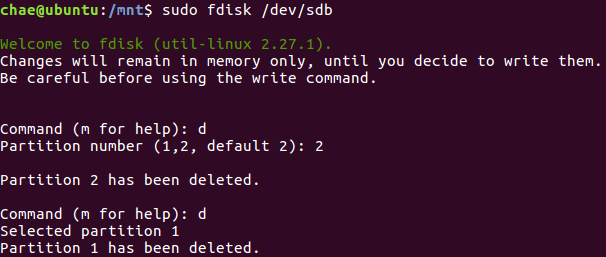 chae@ubuntu:/mnt$ sudo fdisk /dev/sdb
Welcome to fdisk (util-linux 2.27.1).
Changes will remain in memory only, until you decide to write them.
Be careful before using the write command.
Command (m for help): d
Partition number (1,2, default 2): 2
Partition 2 has been deleted.
Command (m for help): d
Selected partition 1
Partition 1 has been deleted.